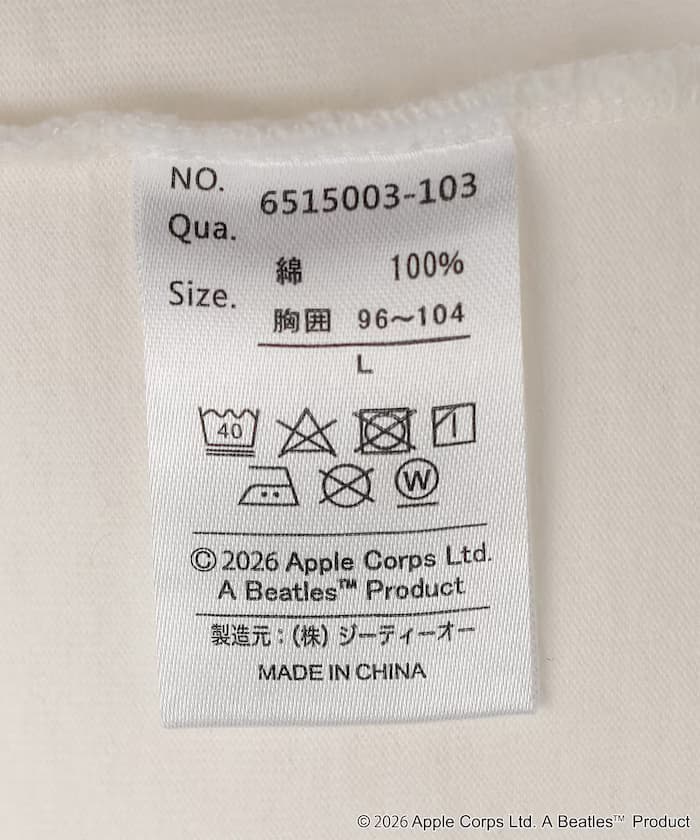 NO. 6515003-103
Qua.
綿 100%
Size.
胸囲 96~104
L
40
W
© 2026 Apple Corps Ltd.
A Beatles™ Product
製造元:(株) ジーティーオー
MADE IN CHINA
© 2026 Apple Corps Ltd. A Beatles™ Product